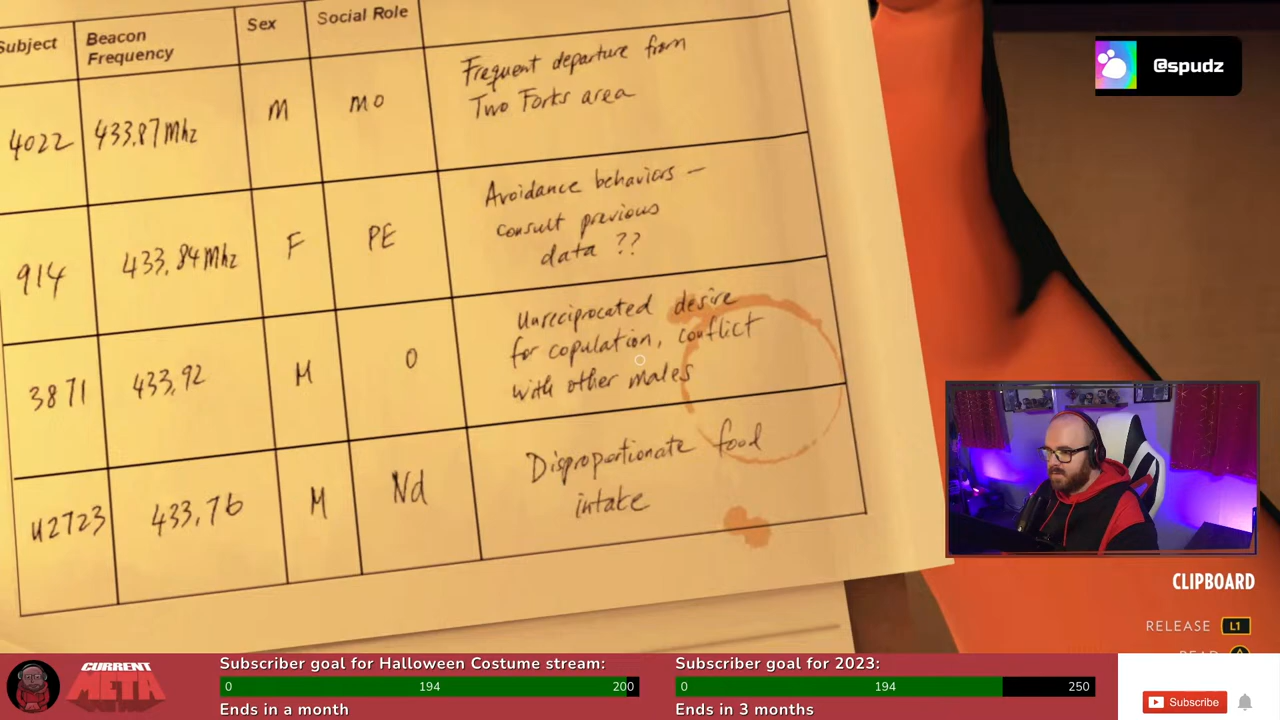 Subject
Beacon
Frequency
Sex
Social Role
4022
433.87Mhz
M
MO
Frequent departure from
Two Forks area
914
433.84Mhz
F
PE
Avoidance behaviors —
consult previous
data ??
3871
433.92
M
O
Unreciprocated desire
for copulation, conflict
with other males
U2723
433.76
M
Nd
Disproportionate food
intake
@spudz
CLIPBOARD
RELEASE L1
CURRENT
META
Subscriber goal for Halloween Costume stream:
0 194 200
Ends in a month
Subscriber goal for 2023:
0 194 250
Ends in 3 months
Subscribe